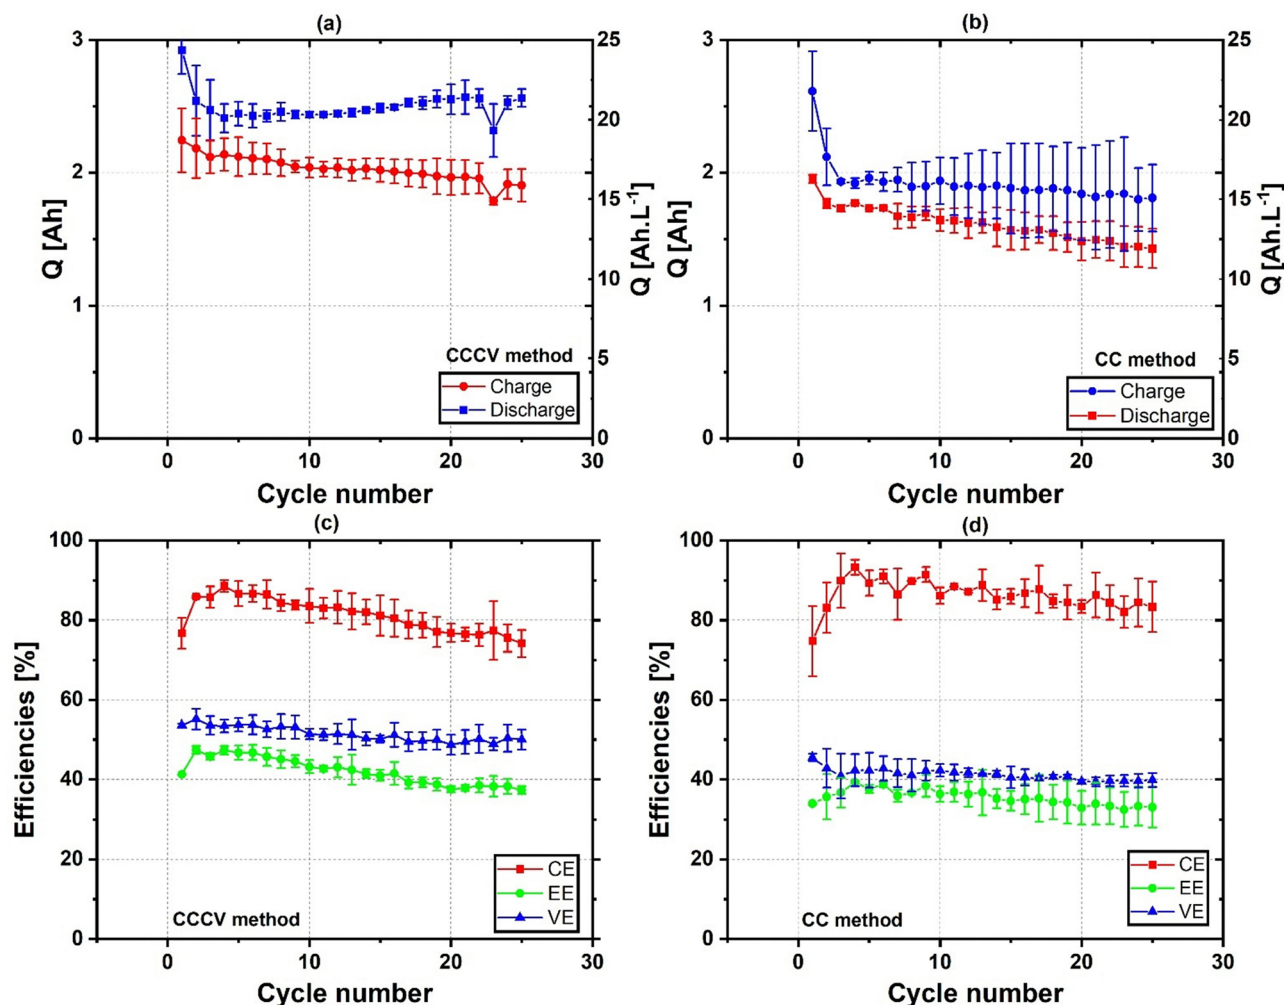 (a)
3
2
1
0
Q [Ah]
25
20
15
10
5
0
Q [Ah.L-1]
CCCV method
Charge
Discharge
0 10 20 30
Cycle number
(b)
3
2
1
0
Q [Ah]
25
20
15
10
5
0
Q [Ah.L-1]
CC method
Charge
Discharge
0 10 20 30
Cycle number
(c)
100
80
60
40
20
0
Efficiencies [%]
CE
EE
VE
CCCV method
0 10 20 30
Cycle number
(d)
100
80
60
40
20
0
Efficiencies [%]
CE
EE
VE
CC method
0 10 20 30
Cycle number